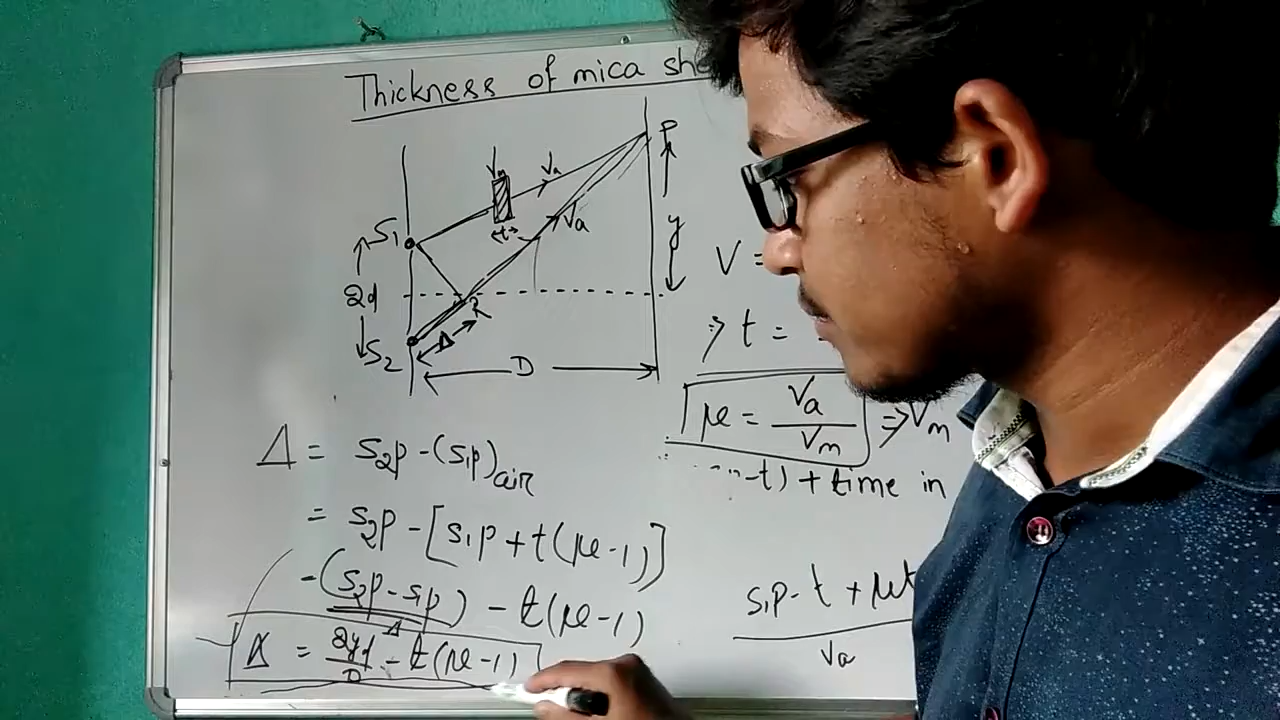 Thickness of mica
P
Vm
Va
S1
t
Va
y
V =
2d
R
Δ
S2
D
⇒ t =
μ = Va/Vm ⇒ Vm
-t) + time in
Δ = S2P - (S1P)air
= S2P - [S1P + t(μ-1)]
-(S2P - S1P) - t(μ-1)
Δ
Δ = 2yd/D - t(μ-1)
S1P - t + μt
Va